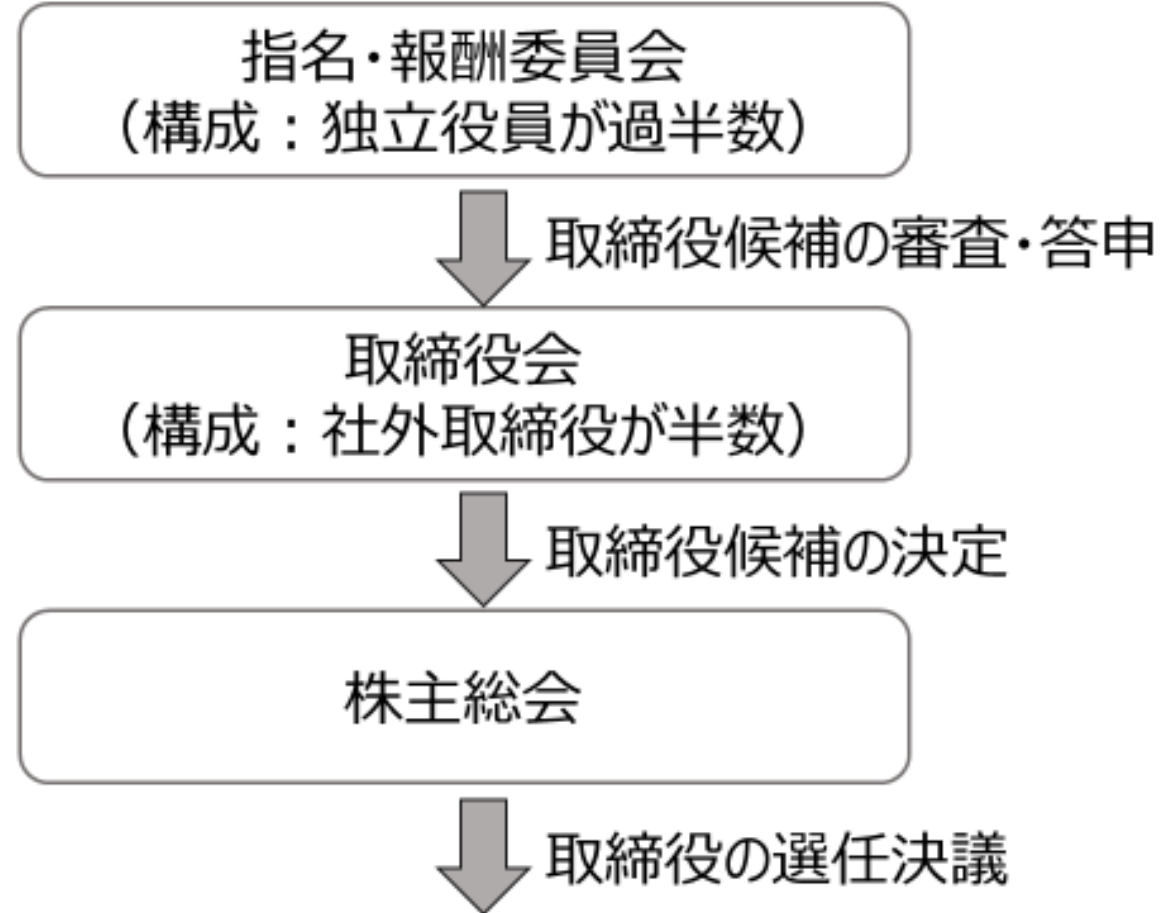 指名・報酬委員会
（構成：独立役員が過半数）
取締役候補の審査・答申
取締役会
（構成：社外取締役が半数）
取締役候補の決定
株主総会
取締役の選任決議